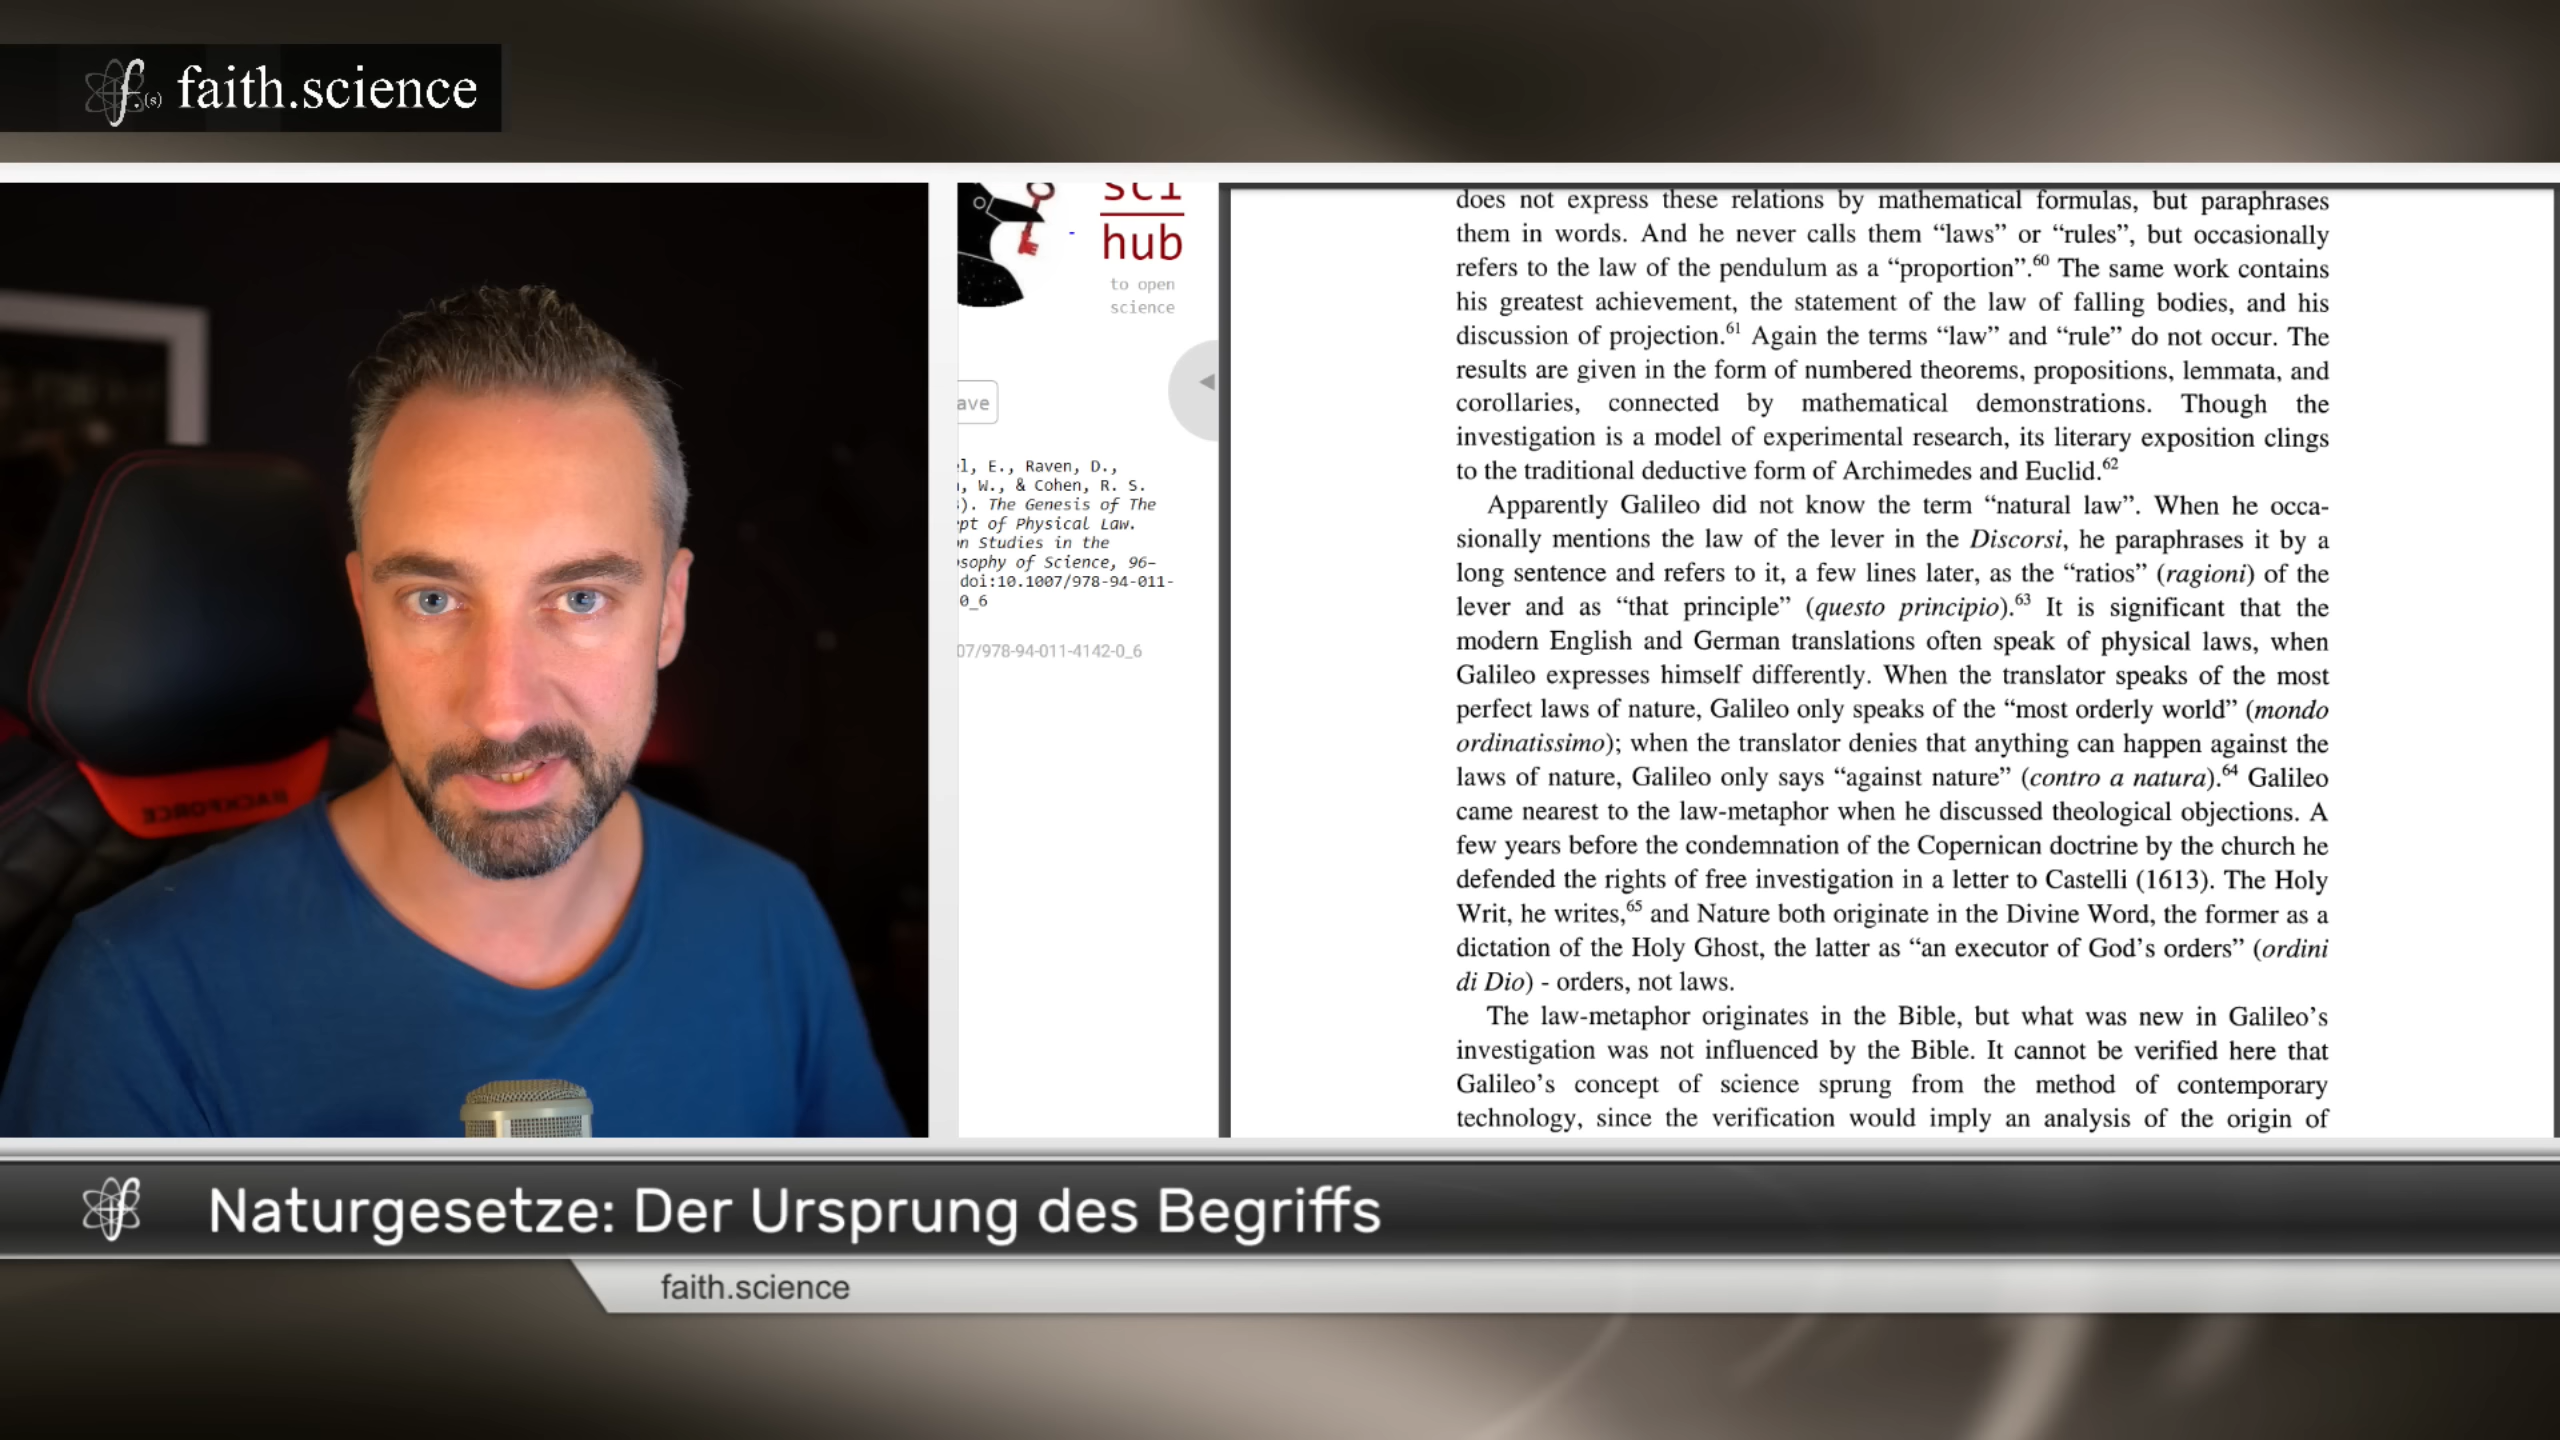 f(s) faith.science
sci
hub
to open
science
ave
el, E., Raven, D.,
, W., & Cohen, R. S.
). The Genesis of The
pt of Physical Law.
n Studies in the
sophy of Science, 96–
doi:10.1007/978-94-011-
0_6
07/978-94-011-4142-0_6
does not express these relations by mathematical formulas, but paraphrases
them in words. And he never calls them “laws” or “rules”, but occasionally
refers to the law of the pendulum as a “proportion”.60 The same work contains
his greatest achievement, the statement of the law of falling bodies, and his
discussion of projection.61 Again the terms “law” and “rule” do not occur. The
results are given in the form of numbered theorems, propositions, lemmata, and
corollaries, connected by mathematical demonstrations. Though the
investigation is a model of experimental research, its literary exposition clings
to the traditional deductive form of Archimedes and Euclid.62
Apparently Galileo did not know the term “natural law”. When he occa-
sionally mentions the law of the lever in the Discorsi, he paraphrases it by a
long sentence and refers to it, a few lines later, as the “ratios” (ragioni) of the
lever and as “that principle” (questo principio).63 It is significant that the
modern English and German translations often speak of physical laws, when
Galileo expresses himself differently. When the translator speaks of the most
perfect laws of nature, Galileo only speaks of the “most orderly world” (mondo
ordinatissimo); when the translator denies that anything can happen against the
laws of nature, Galileo only says “against nature” (contro a natura).64 Galileo
came nearest to the law-metaphor when he discussed theological objections. A
few years before the condemnation of the Copernican doctrine by the church he
defended the rights of free investigation in a letter to Castelli (1613). The Holy
Writ, he writes,65 and Nature both originate in the Divine Word, the former as a
dictation of the Holy Ghost, the latter as “an executor of God’s orders” (ordini
di Dio) - orders, not laws.
The law-metaphor originates in the Bible, but what was new in Galileo’s
investigation was not influenced by the Bible. It cannot be verified here that
Galileo’s concept of science sprung from the method of contemporary
technology, since the verification would imply an analysis of the origin of
BACKFORCE
Naturgesetze: Der Ursprung des Begriffs
faith.science